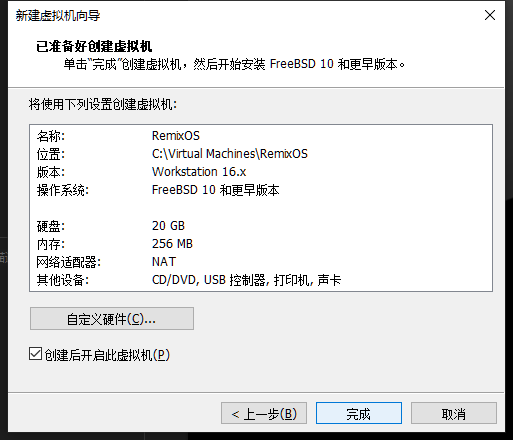 新建虚拟机向导
已准备好创建虚拟机
单击“完成”创建虚拟机，然后开始安装 FreeBSD 10 和更早版本。
将使用下列设置创建虚拟机:
名称: RemixOS
位置: C:\Virtual Machines\RemixOS
版本: Workstation 16.x
操作系统: FreeBSD 10 和更早版本
硬盘: 20 GB
内存: 256 MB
网络适配器: NAT
其他设备: CD/DVD, USB 控制器, 打印机, 声卡
自定义硬件(C)...
创建后开启此虚拟机(P)
< 上一步(B) 完成 取消